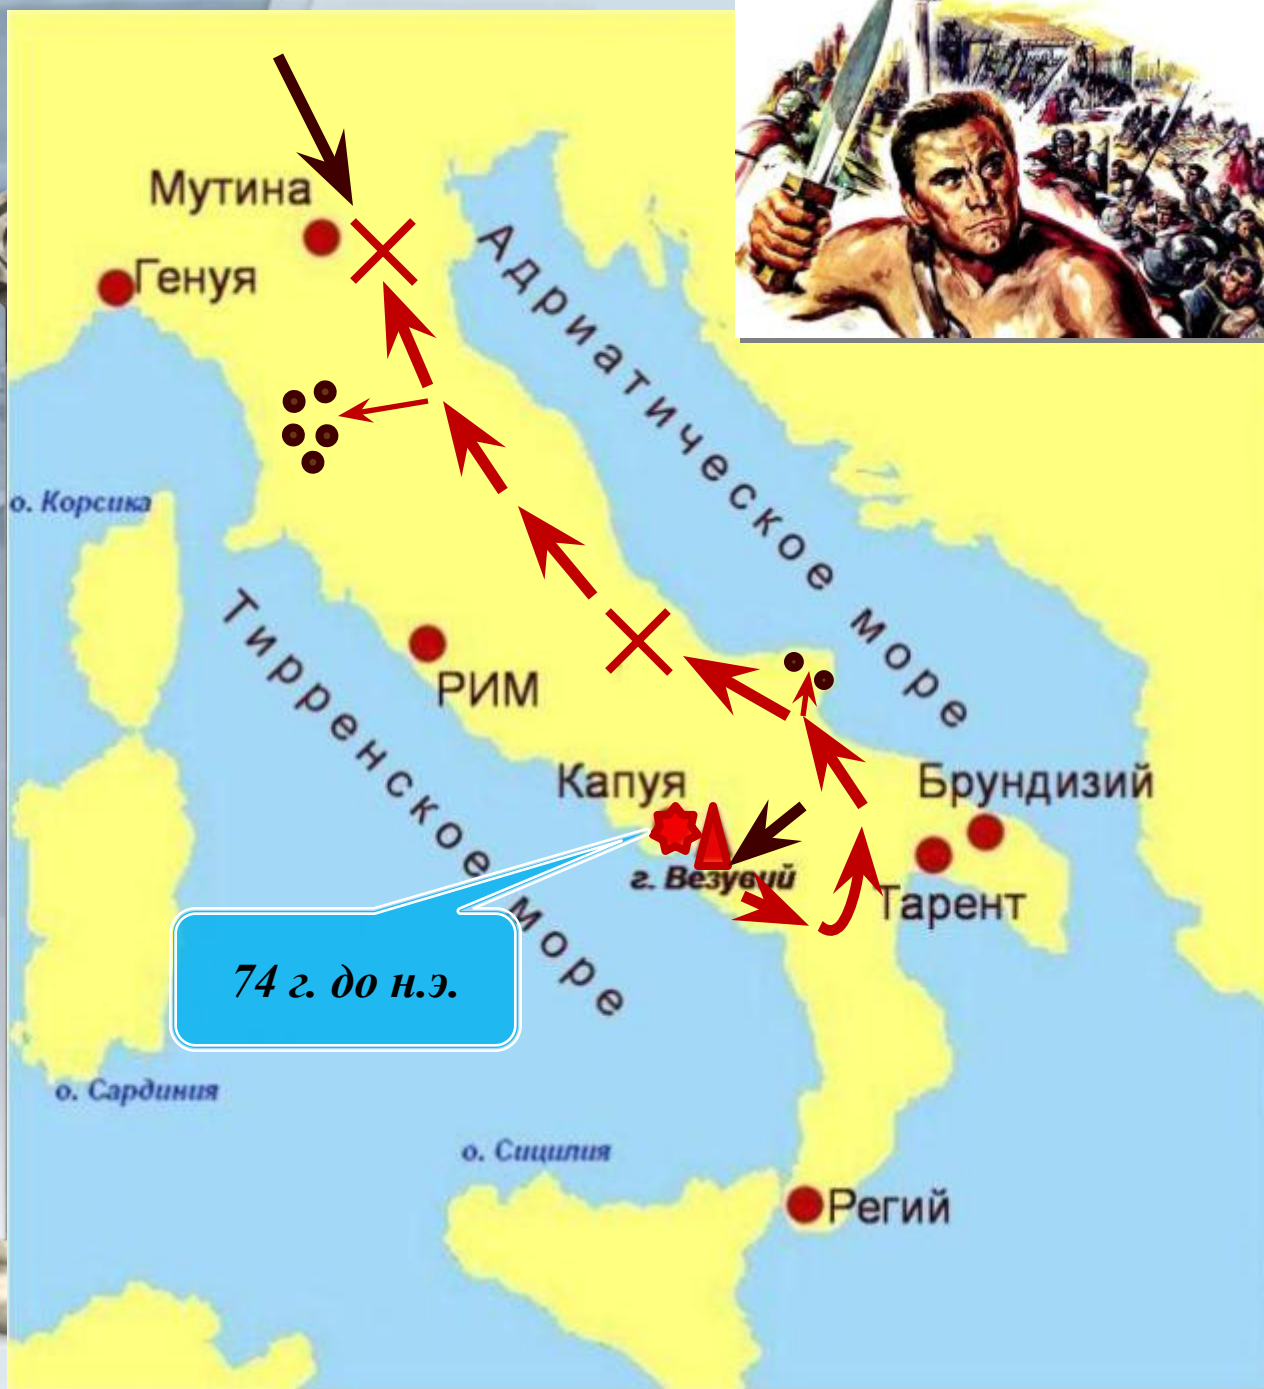 Мутина
Генуя
Адриатическое море
о. Корсика
Тирренское море
РИМ
Капуя
Брундизий
г. Везувий
Тарент
74 г. до н.э.
о. Сардиния
о. Сицилия
Регий